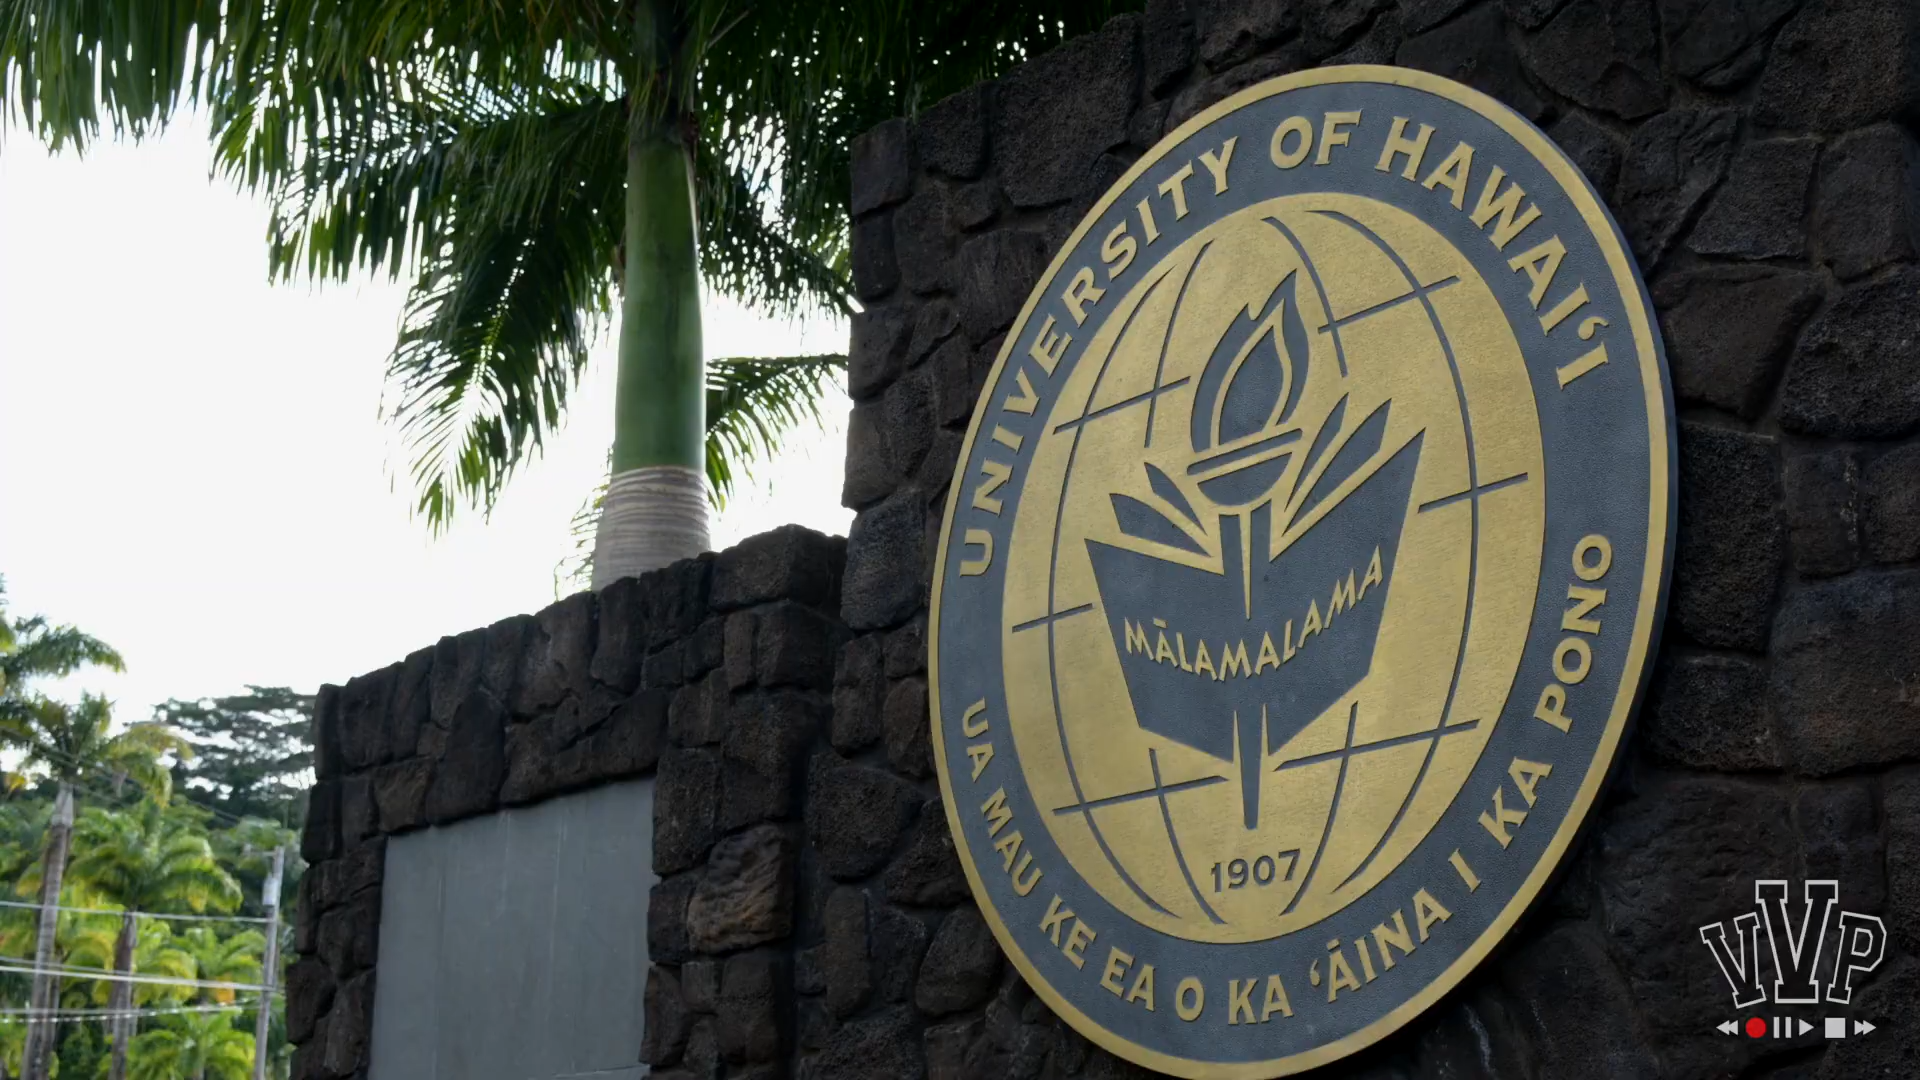 UNIVERSITY OF HAWAIʻI
MĀLAMALAMA
1907
UA MAU KE EA O KA ʻĀINA I KA PONO
VVP